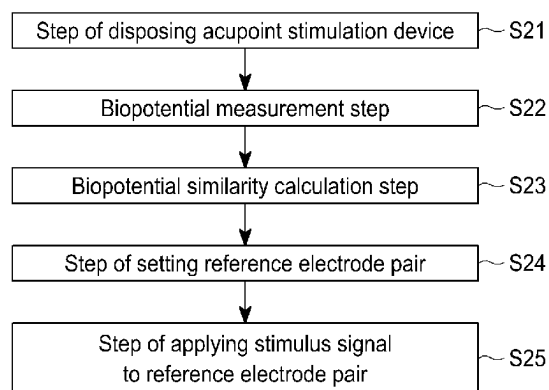 Step of disposing acupoint stimulation device S21
Biopotential measurement step S22
Biopotential similarity calculation step S23
Step of setting reference electrode pair S24
Step of applying stimulus signal
to reference electrode pair S25